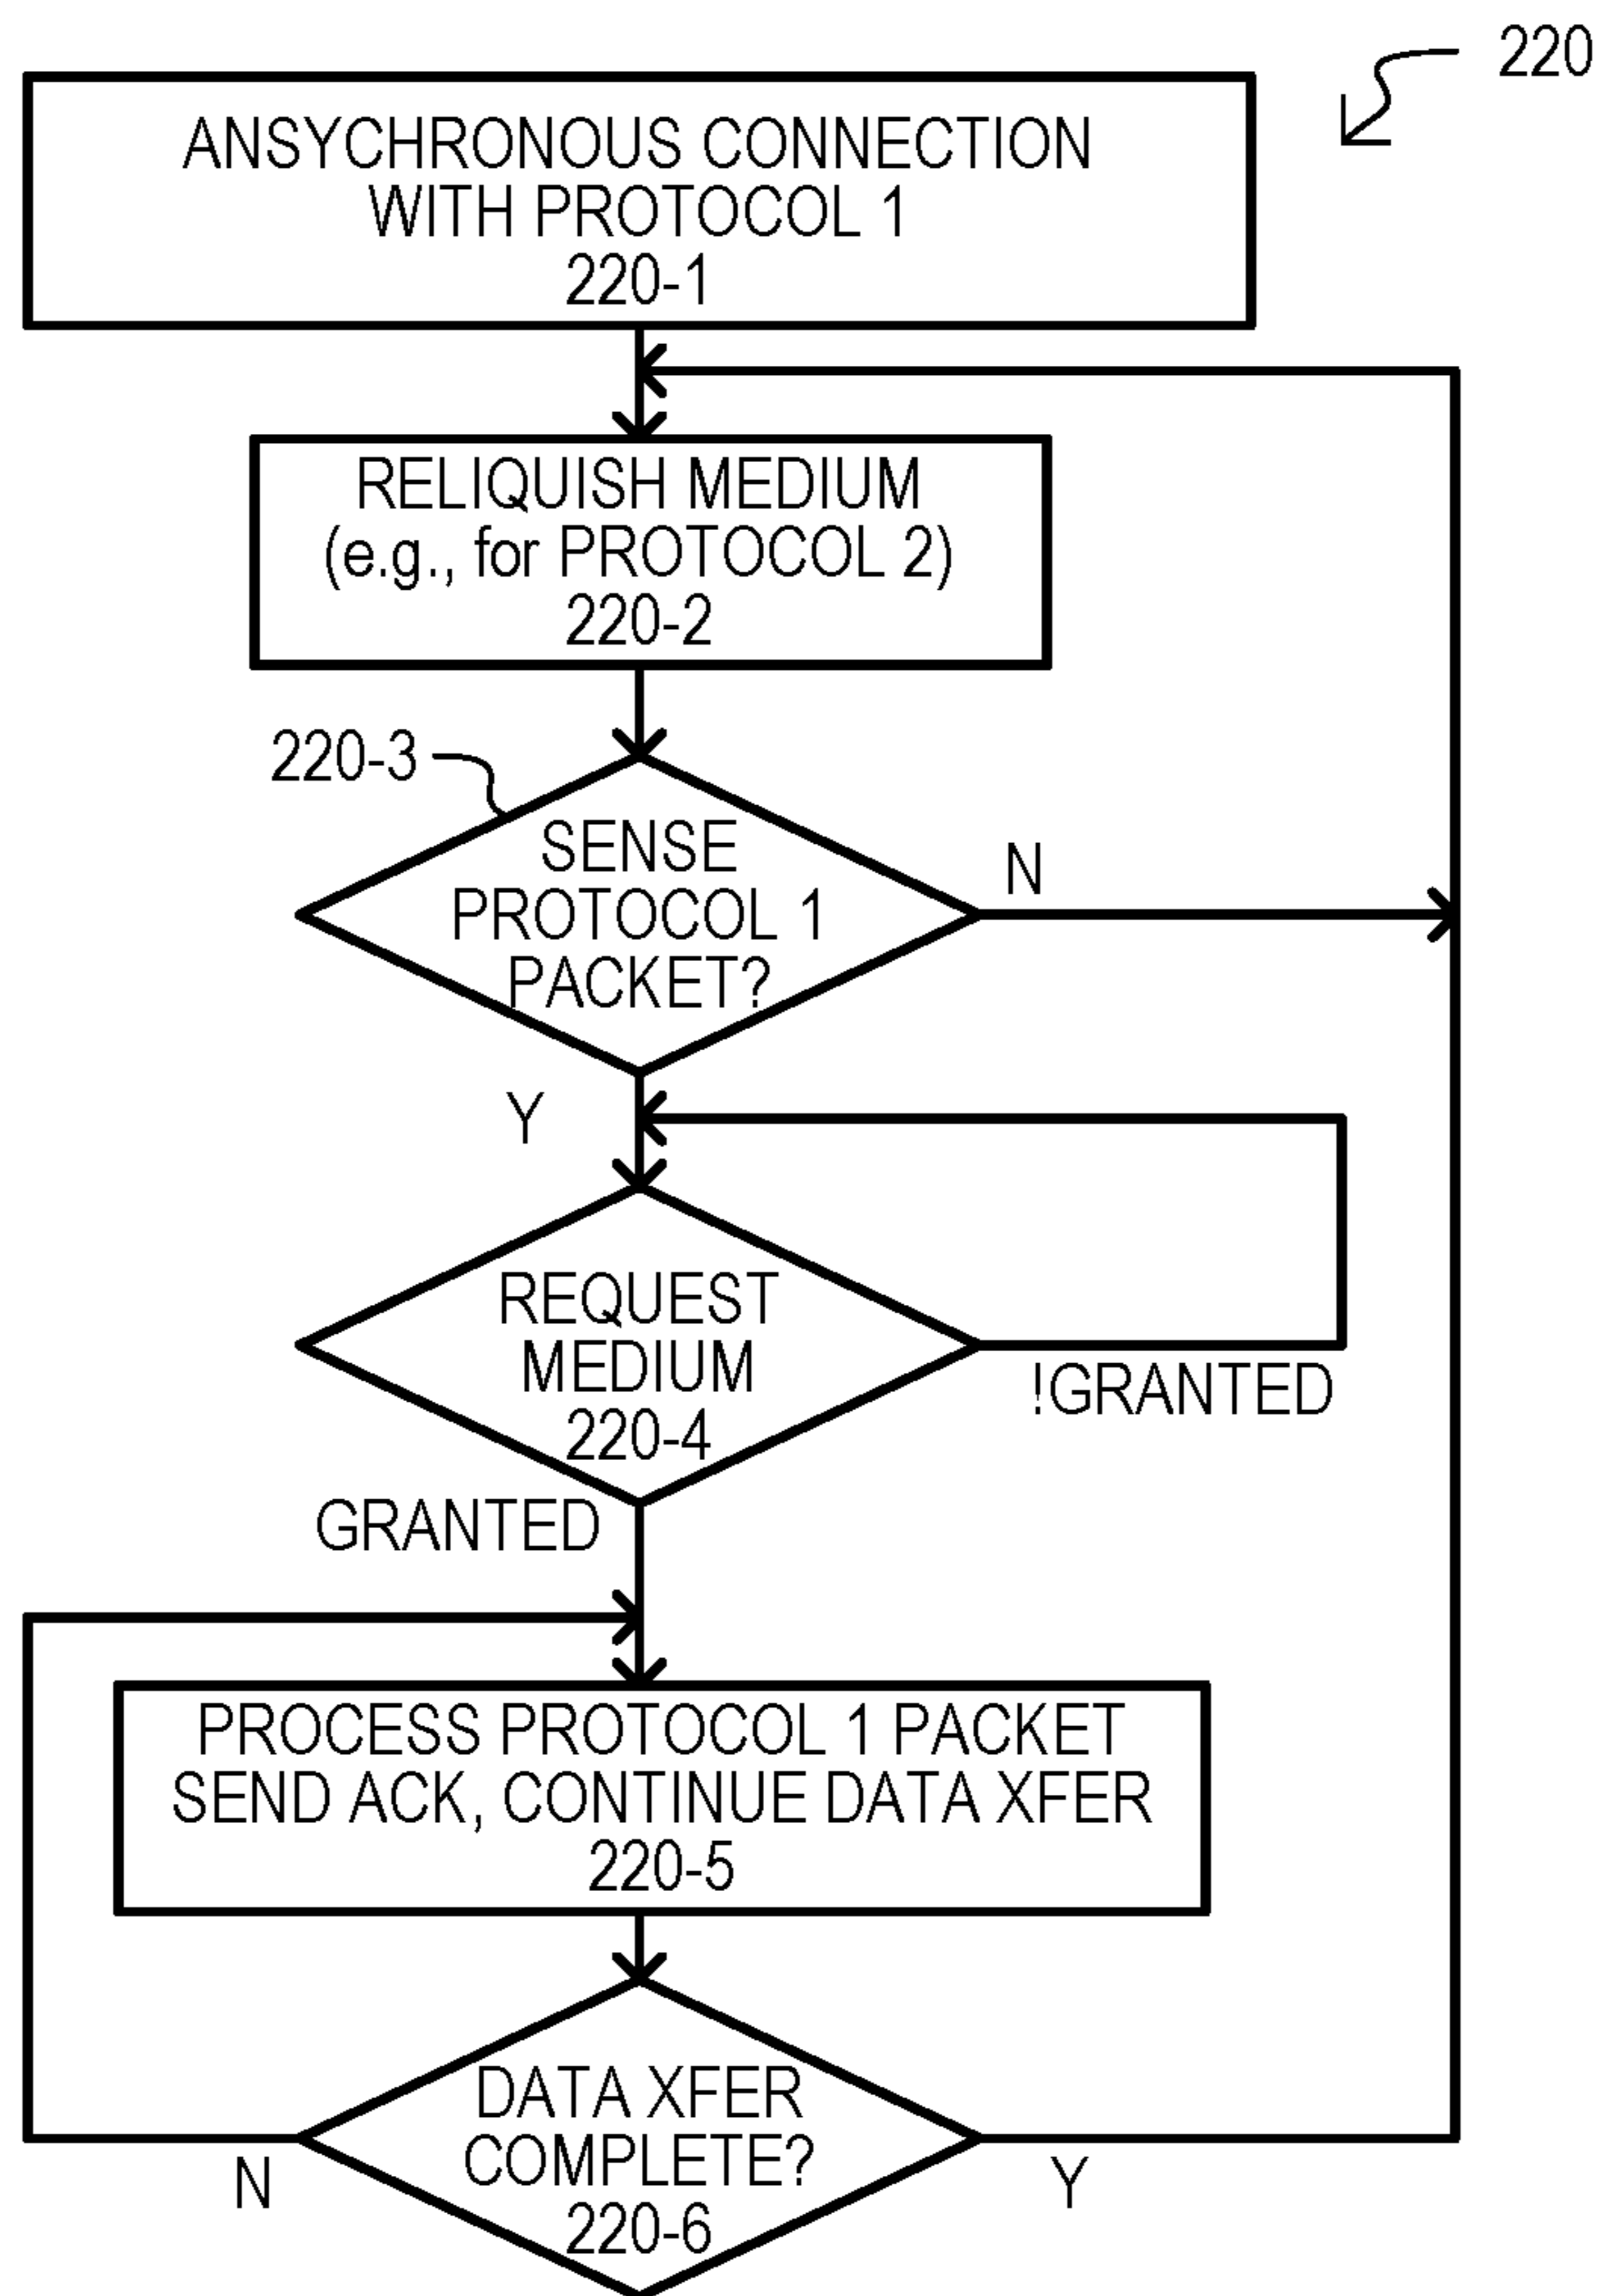 220
ANSYCHRONOUS CONNECTION
WITH PROTOCOL 1
220-1
RELIQUISH MEDIUM
(e.g., for PROTOCOL 2)
220-2
220-3
SENSE
PROTOCOL 1
PACKET?
N
Y
REQUEST
MEDIUM
220-4
!GRANTED
GRANTED
PROCESS PROTOCOL 1 PACKET
SEND ACK, CONTINUE DATA XFER
220-5
DATA XFER
COMPLETE?
220-6
N
Y